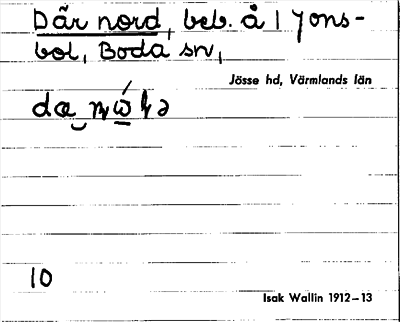 Där nord, beb. å Jons-
bol, Boda sn,
Jösse hd, Värmlands län
10
Isak Wallin 1912–13